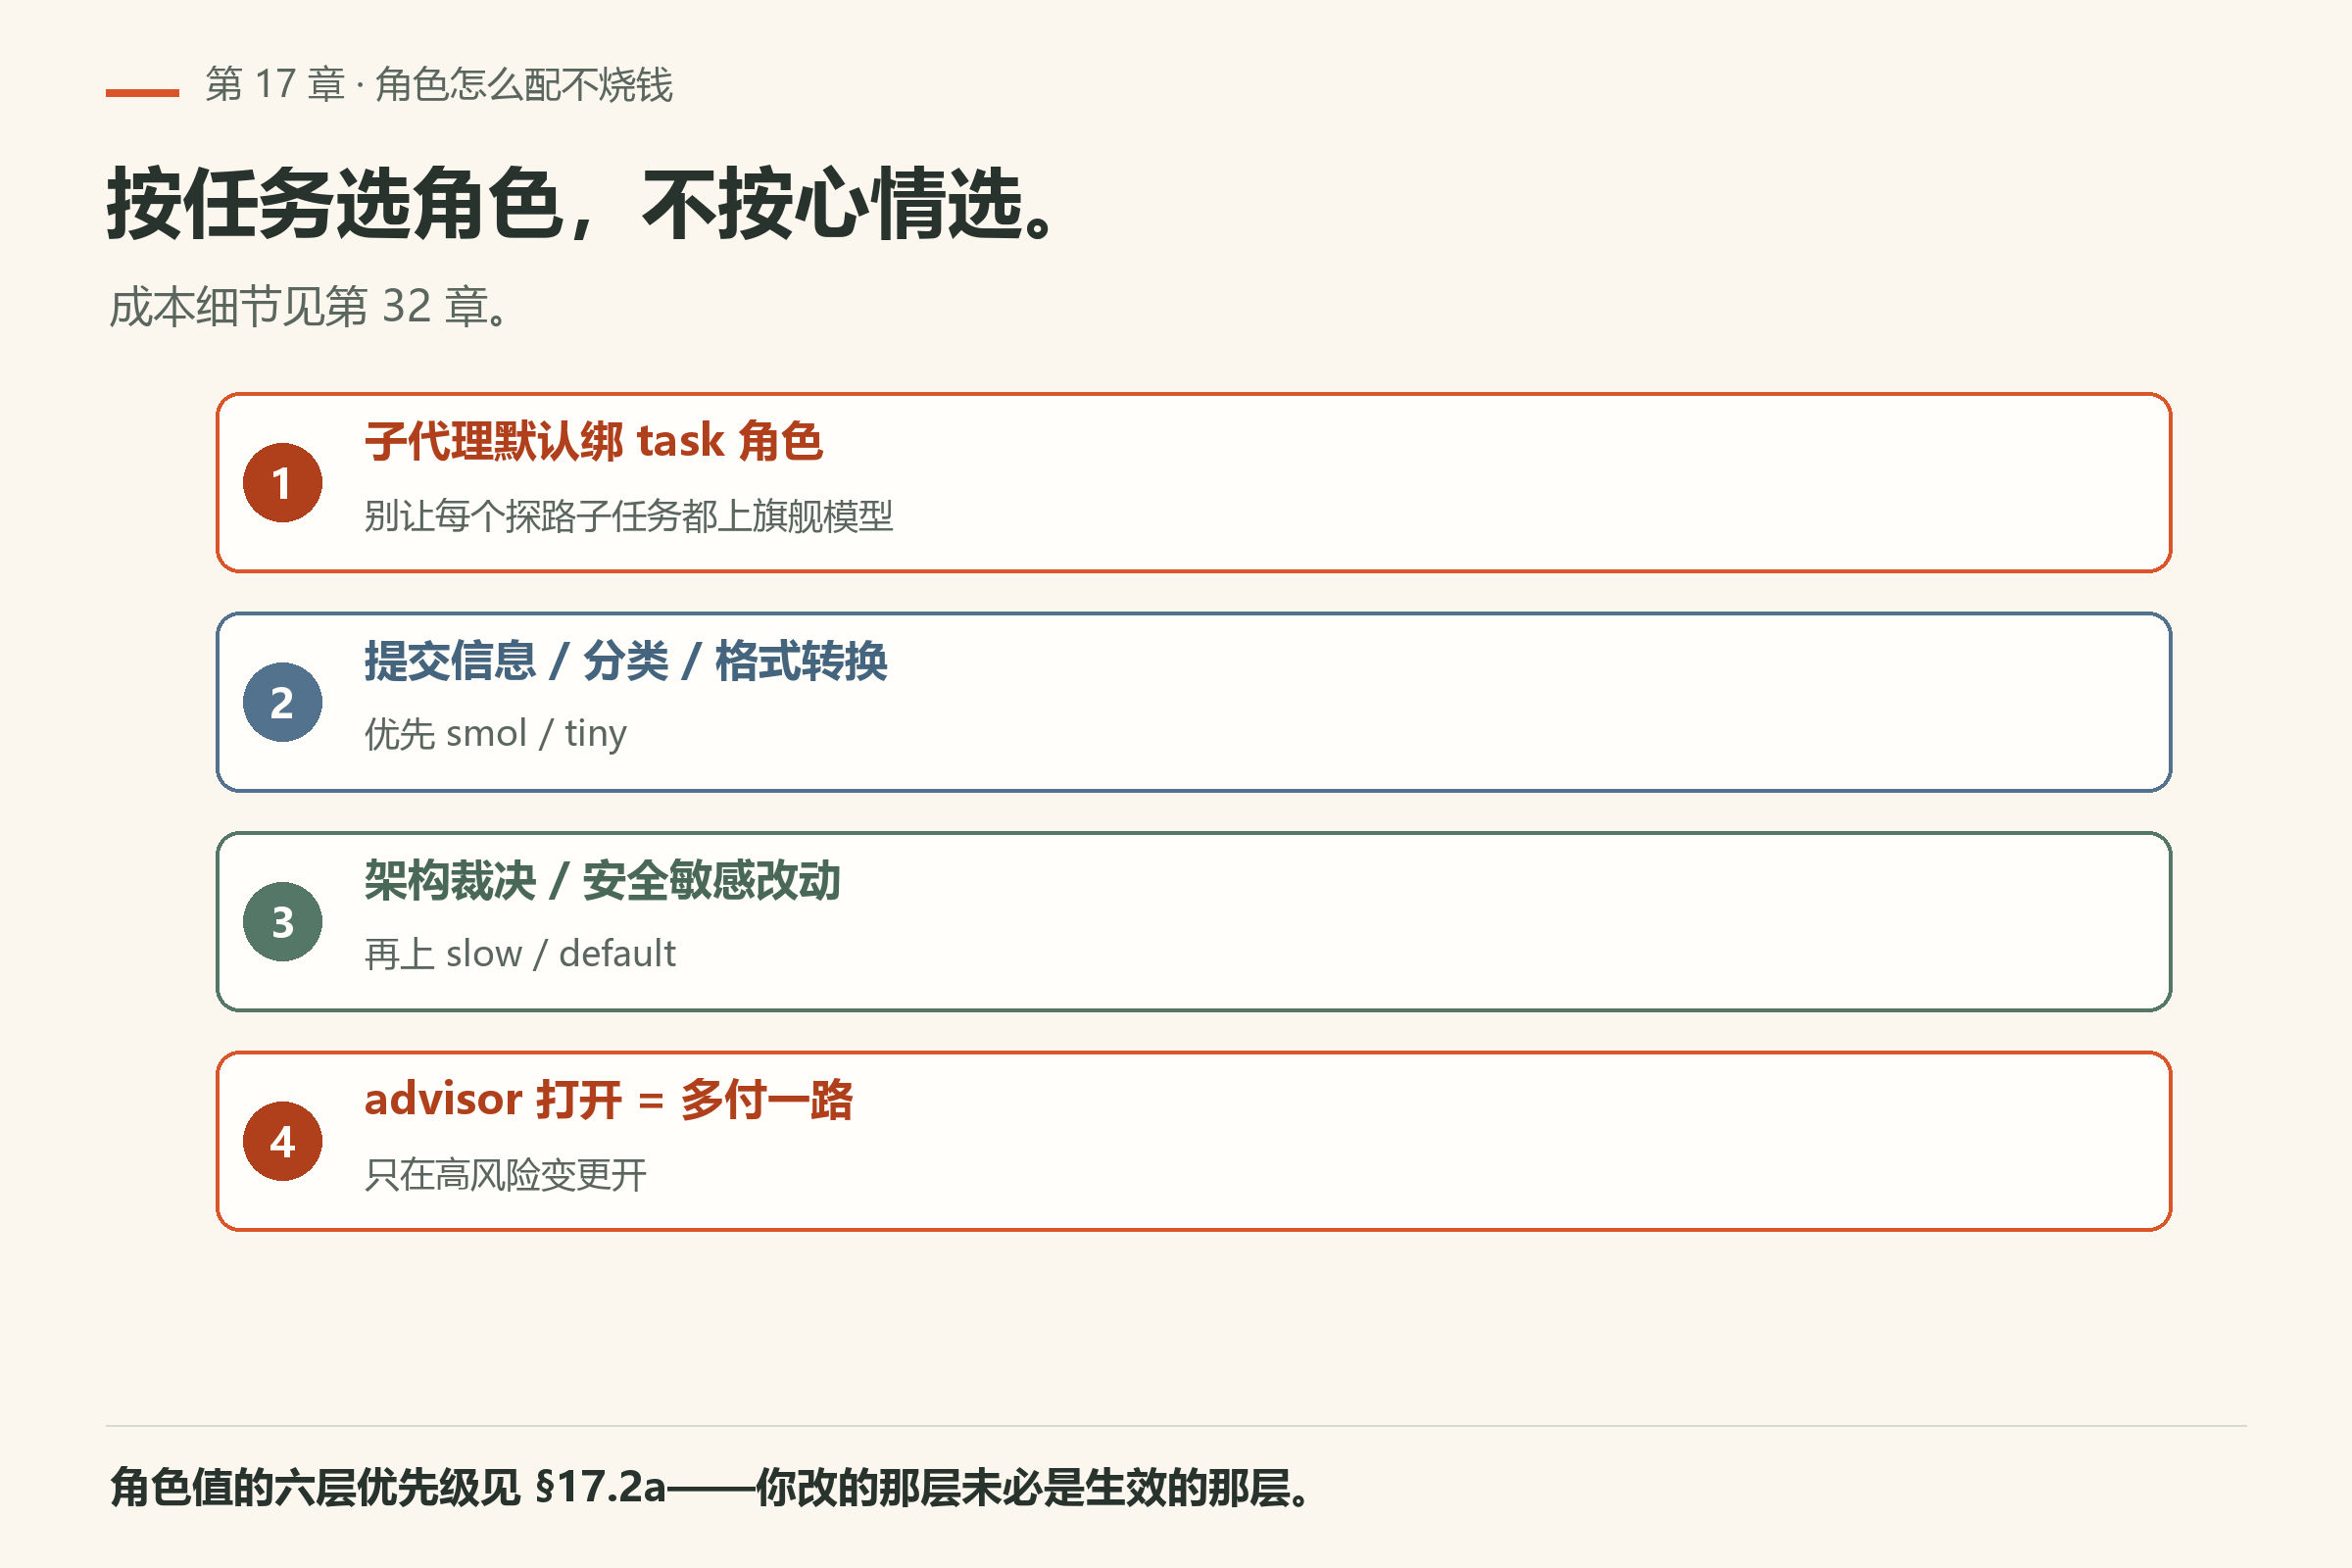 第 17 章 · 角色怎么配不烧钱
按任务选角色，不按心情选。
成本细节见第 32 章。
1
子代理默认绑 task 角色
别让每个探路子任务都上旗舰模型
2
提交信息 / 分类 / 格式转换
优先 smol / tiny
3
架构裁决 / 安全敏感改动
再上 slow / default
4
advisor 打开 = 多付一路
只在高风险变更开
角色值的六层优先级见 §17.2a——你改的那层未必是生效的那层。